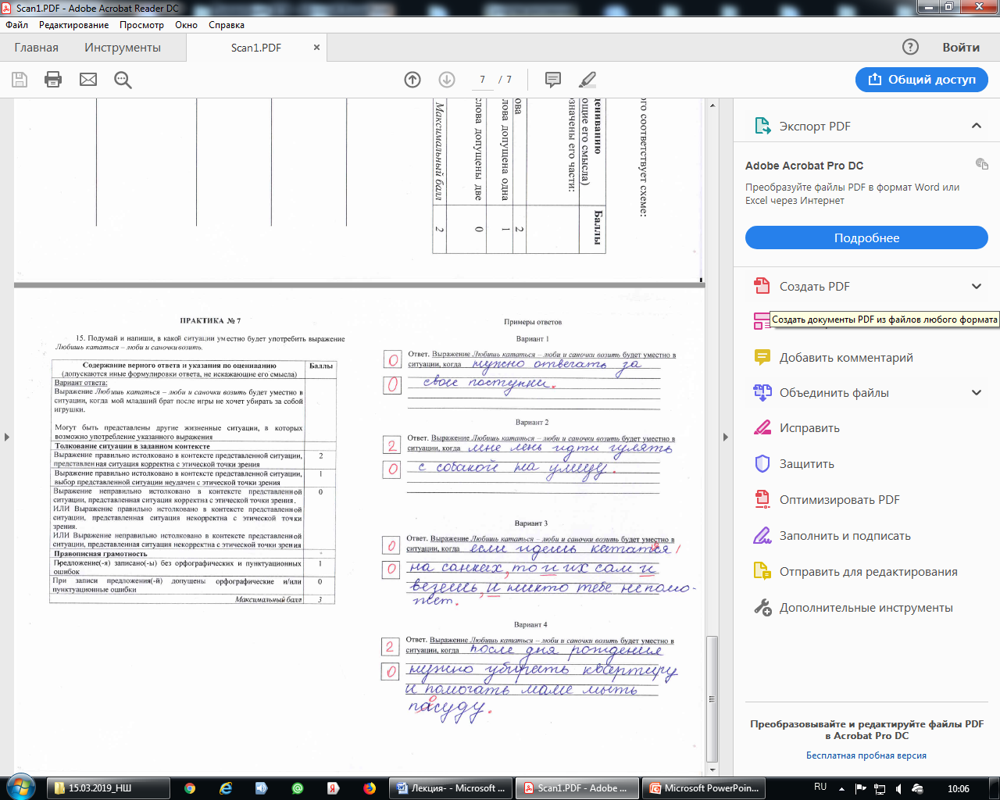 Scan1.PDF - Adobe Acrobat Reader DC
Файл Редактирование Просмотр Окно Справка
Главная Инструменты Scan1.PDF × Войти
7 / 7 Общий доступ
ого соответствует схеме:
цениванию
ющие его смысла)
означены его части:
Баллы
ова 2
лова допущена одна 1
слова допущены две 0
Максимальный балл 2
ПРАКТИКА № 7
15. Подумай и напиши, в какой ситуации уместно будет употребить выражение
Любишь кататься – люби и саночки возить.
Содержание верного ответа и указания по оцениванию Баллы
(допускаются иные формулировки ответа, не искажающие его смысла)
Вариант ответа:
Выражение Любишь кататься – люби и саночки возить будет уместно в
ситуации, когда мой младший брат после игры не хочет убирать за собой
игрушки.
Могут быть представлены другие жизненные ситуации, в которых
возможно употребление указанного выражения
Толкование ситуации в заданном контексте
Выражение правильно истолковано в контексте представленной ситуации, 2
представленная ситуация корректна с этической точки зрения
Выражение правильно истолковано в контексте представленной ситуации, 1
выбор представленной ситуации неудачен с этической точки зрения
Выражение неправильно истолковано в контексте представленной 0
ситуации, представленная ситуация корректна с этической точки зрения.
ИЛИ Выражение правильно истолковано в контексте представленной
ситуации, представленная ситуация некорректна с этической точки
зрения.
ИЛИ Выражение неправильно истолковано в контексте представленной
ситуации, представленная ситуация некорректна с этической точки зрения
Правописная грамотность
Предложение(-я) записано(-ы) без орфографических и пунктуационных 1
ошибок
При записи предложения(-й) допущены орфографические и/или 0
пунктуационные ошибки
Максимальный балл 3
Примеры ответов
Вариант 1
0 Ответ. Выражение Любишь кататься – люби и саночки возить будет уместно в
ситуации, когда нужно отвечать за
0 свои поступки.
Вариант 2
2 Ответ. Выражение Любишь кататься – люби и саночки возить будет уместно в
ситуации, когда мне лень идти гулять
0 с собакой на улицу.
Вариант 3
0 Ответ. Выражение Любишь кататься – люби и саночки возить будет уместно в
ситуации, когда если идешь кататся
0 на санках, то и их сам и
везешь, и никто тебе непомо-
жет.
Вариант 4
2 Ответ. Выражение Любишь кататься – люби и саночки возить будет уместно в
ситуации, когда после дня рождения
0 нужно убирать квартиру
и помогать маме мыть
пасуду.
о
Экспорт PDF
Adobe Acrobat Pro DC
Преобразуйте файлы PDF в формат Word или
Excel через Интернет
Подробнее
Создать PDF
Создать документы PDF из файлов любого формата
Добавить комментарий
Объединить файлы
Исправить
Защитить
Оптимизировать PDF
Заполнить и подписать
Отправить для редактирования
Дополнительные инструменты
Преобразовывайте и редактируйте файлы PDF
в Acrobat Pro DC
Бесплатная пробная версия
15.03.2019_НШ Лекция- - Microsoft ... Scan1.PDF - Adobe ... Microsoft PowerPoin... RU 10:06